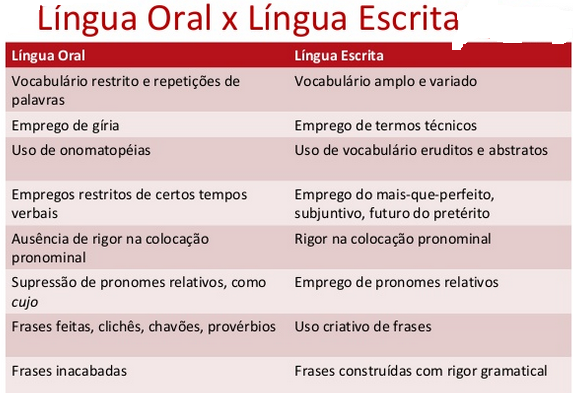 Língua Oral x Língua Escrita
Língua Oral Língua Escrita
Vocabulário restrito e repetições de
palavras
Vocabulário amplo e variado
Emprego de gíria Emprego de termos técnicos
Uso de onomatopéias Uso de vocabulário eruditos e abstratos
Empregos restritos de certos tempos
verbais
Emprego do mais-que-perfeito,
subjuntivo, futuro do pretérito
Ausência de rigor na colocação
pronominal
Rigor na colocação pronominal
Supressão de pronomes relativos, como
cujo
Emprego de pronomes relativos
Frases feitas, clichês, chavões, provérbios Uso criativo de frases
Frases inacabadas Frases construídas com rigor gramatical